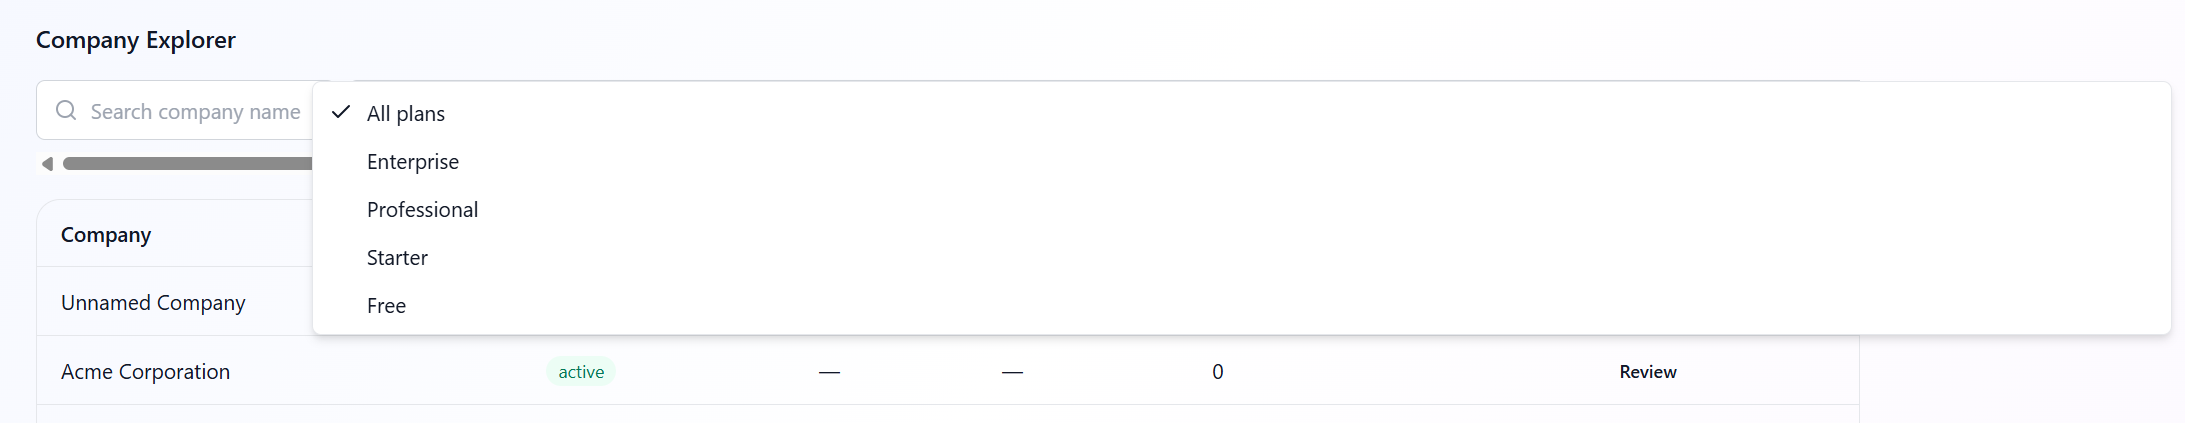 Company Explorer
Search company name
All plans
Enterprise
Professional
Starter
Free
Company
Unnamed Company
Acme Corporation active — — 0 Review